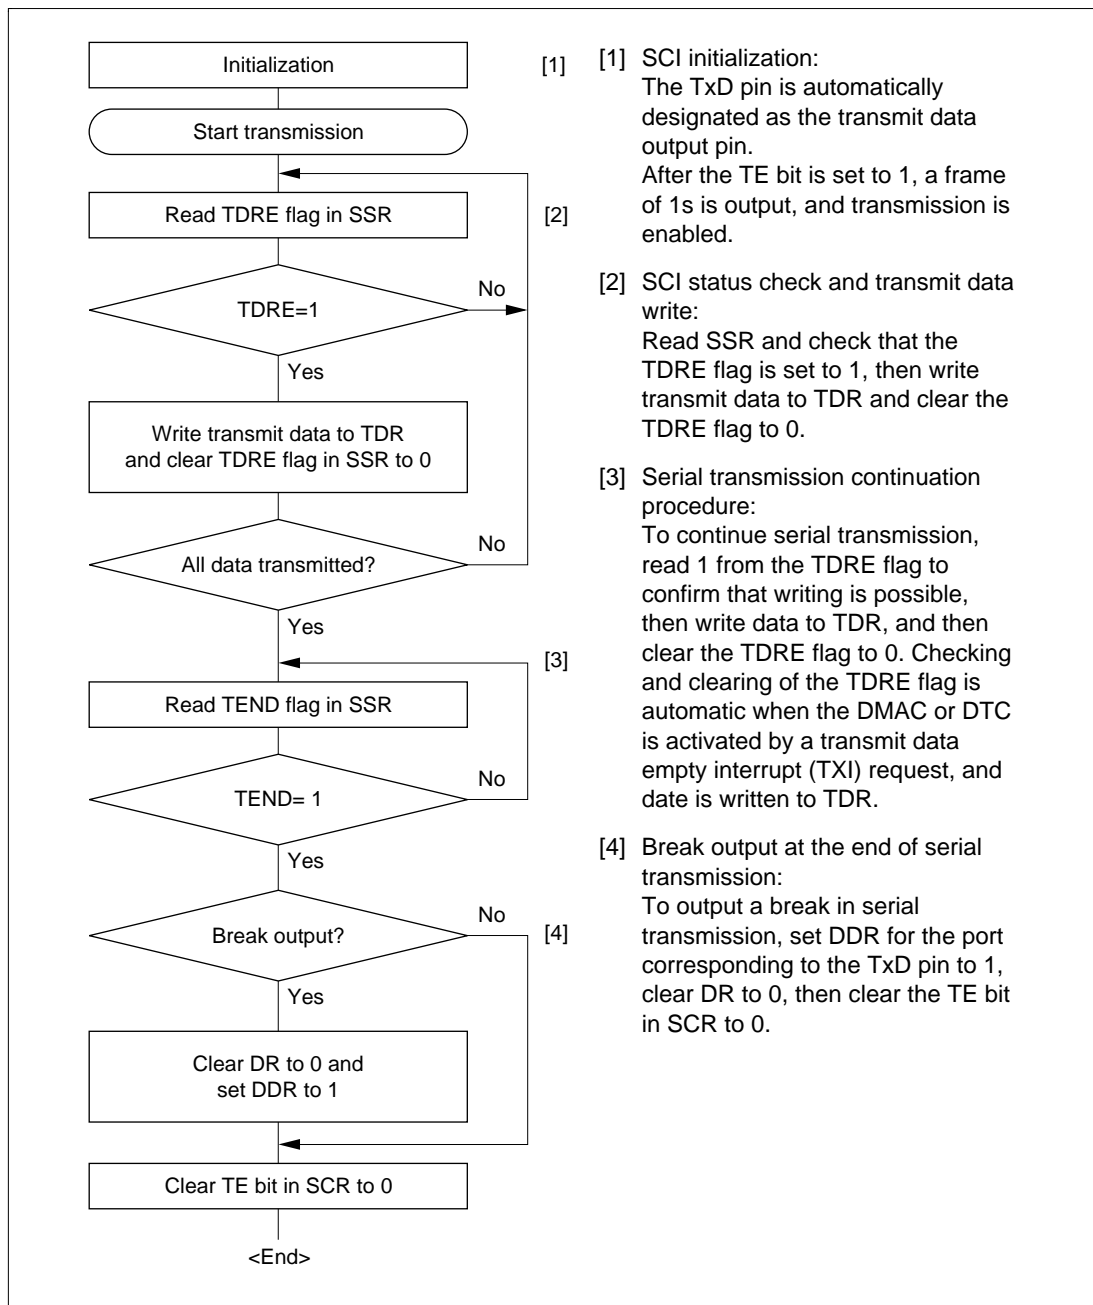 Initialization
[1]
Start transmission
Read TDRE flag in SSR
[2]
TDRE=1
No
Yes
Write transmit data to TDR
and clear TDRE flag in SSR to 0
All data transmitted?
No
Yes
[3]
Read TEND flag in SSR
TEND= 1
No
Yes
Break output?
No
[4]
Yes
Clear DR to 0 and
set DDR to 1
Clear TE bit in SCR to 0
<End>
[1] SCI initialization:
The TxD pin is automatically
designated as the transmit data
output pin.
After the TE bit is set to 1, a frame
of 1s is output, and transmission is
enabled.
[2] SCI status check and transmit data
write:
Read SSR and check that the
TDRE flag is set to 1, then write
transmit data to TDR and clear the
TDRE flag to 0.
[3] Serial transmission continuation
procedure:
To continue serial transmission,
read 1 from the TDRE flag to
confirm that writing is possible,
then write data to TDR, and then
clear the TDRE flag to 0. Checking
and clearing of the TDRE flag is
automatic when the DMAC or DTC
is activated by a transmit data
empty interrupt (TXI) request, and
date is written to TDR.
[4] Break output at the end of serial
transmission:
To output a break in serial
transmission, set DDR for the port
corresponding to the TxD pin to 1,
clear DR to 0, then clear the TE bit
in SCR to 0.